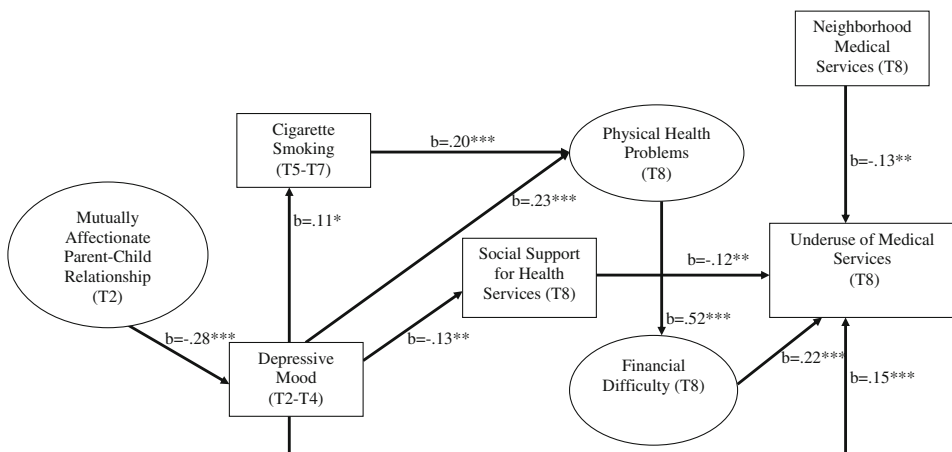 Neighborhood
Medical
Services (T8)
Cigarette
Smoking
(T5-T7)
b=.20***
Physical Health
Problems
(T8)
b=-.13**
b=.23***
b=.11*
Mutually
Affectionate
Parent-Child
Relationship
(T2)
Social Support
for Health
Services (T8)
b=-.12**
Underuse of Medical
Services
(T8)
b=-.28***
b=-.13**
b=.52***
Depressive
Mood
(T2-T4)
Financial
Difficulty (T8)
b=.22***
b=.15***